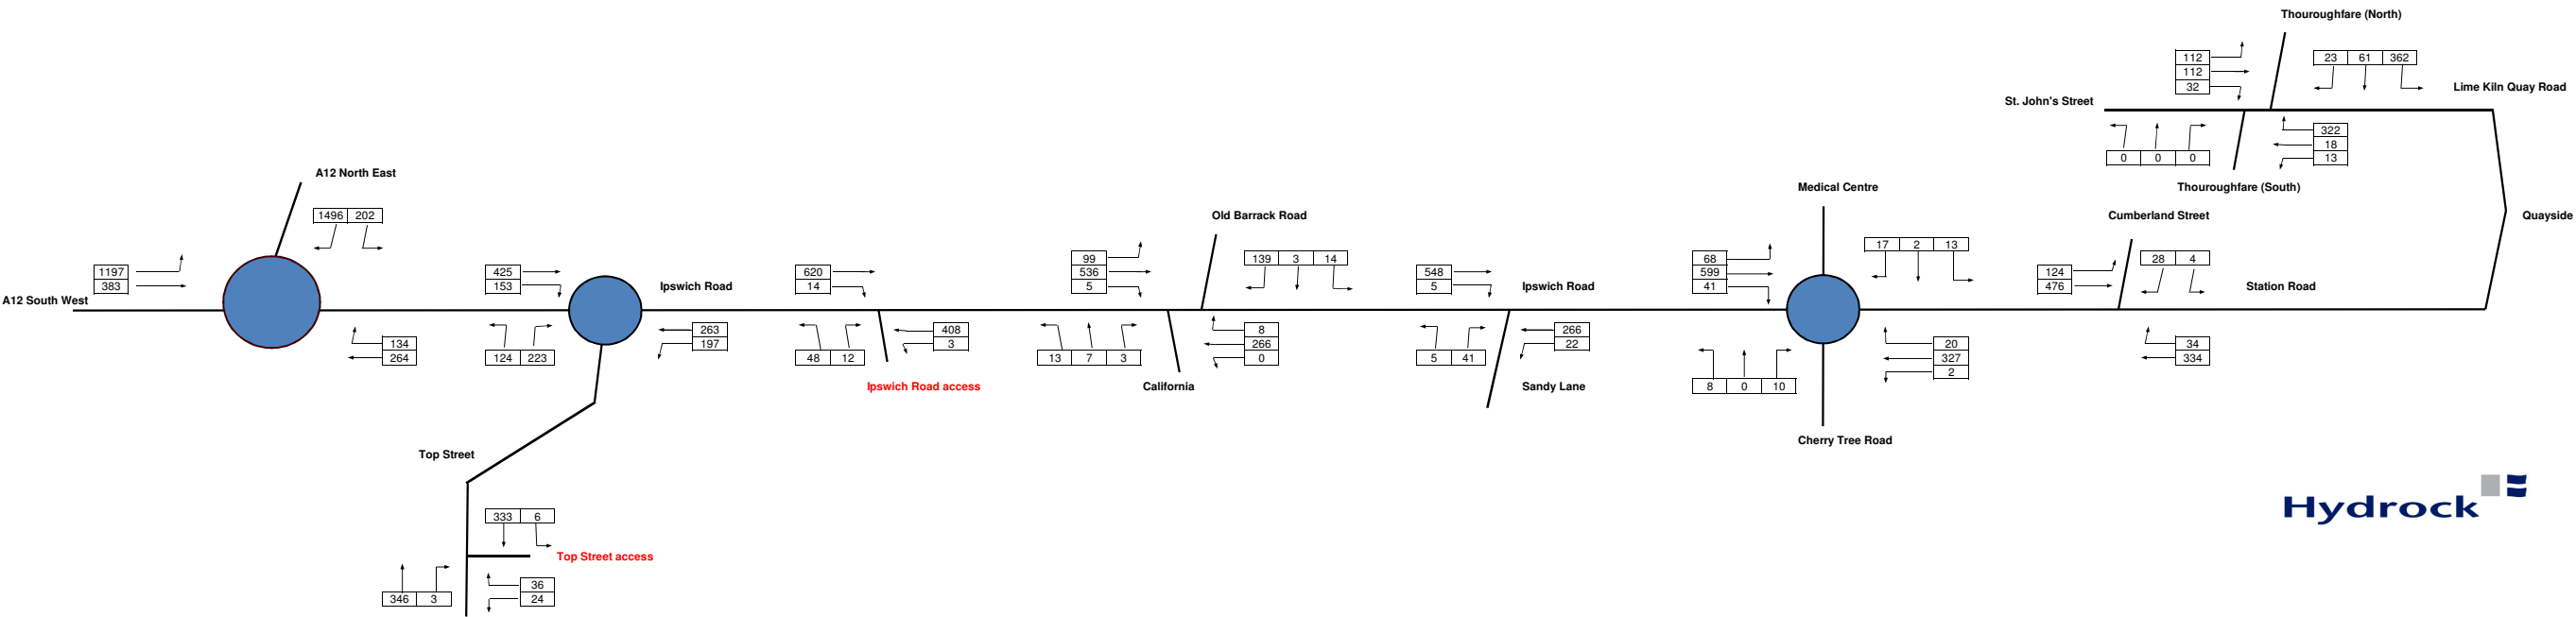 Thouroughfare (North)
112
112
32
23 61 362
Lime Kiln Quay Road
St. John's Street
0 0 0
322
18
13
Thouroughfare (South)
A12 North East
1496 202
1197
383
A12 South West
134
264
425
153
Ipswich Road
124 223
263
197
620
14
48 12
408
3
Ipswich Road access
Old Barrack Road
99
536
5
139 3 14
13 7 3
8
266
0
California
548
5
Ipswich Road
5 41
266
22
Sandy Lane
Medical Centre
68
599
41
17 2 13
8 0 10
20
327
2
Cherry Tree Road
Cumberland Street
Quayside
124
476
28 4
Station Road
34
334
Top Street
333 6
Top Street access
346 3
36
24
Hydrock